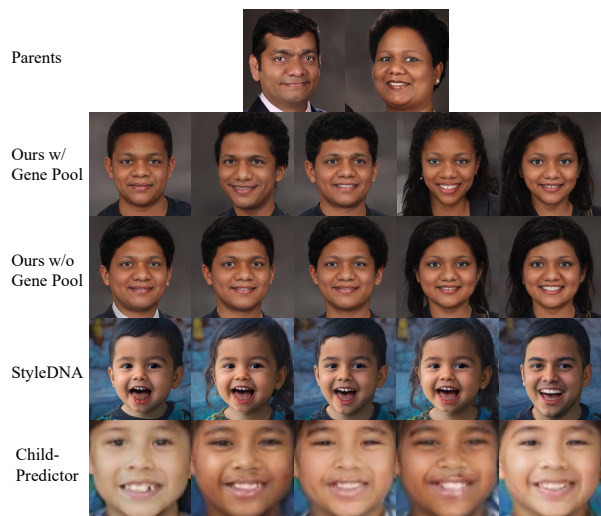 Parents
Ours w/
Gene Pool
Ours w/o
Gene Pool
StyleDNA
Child-
Predictor